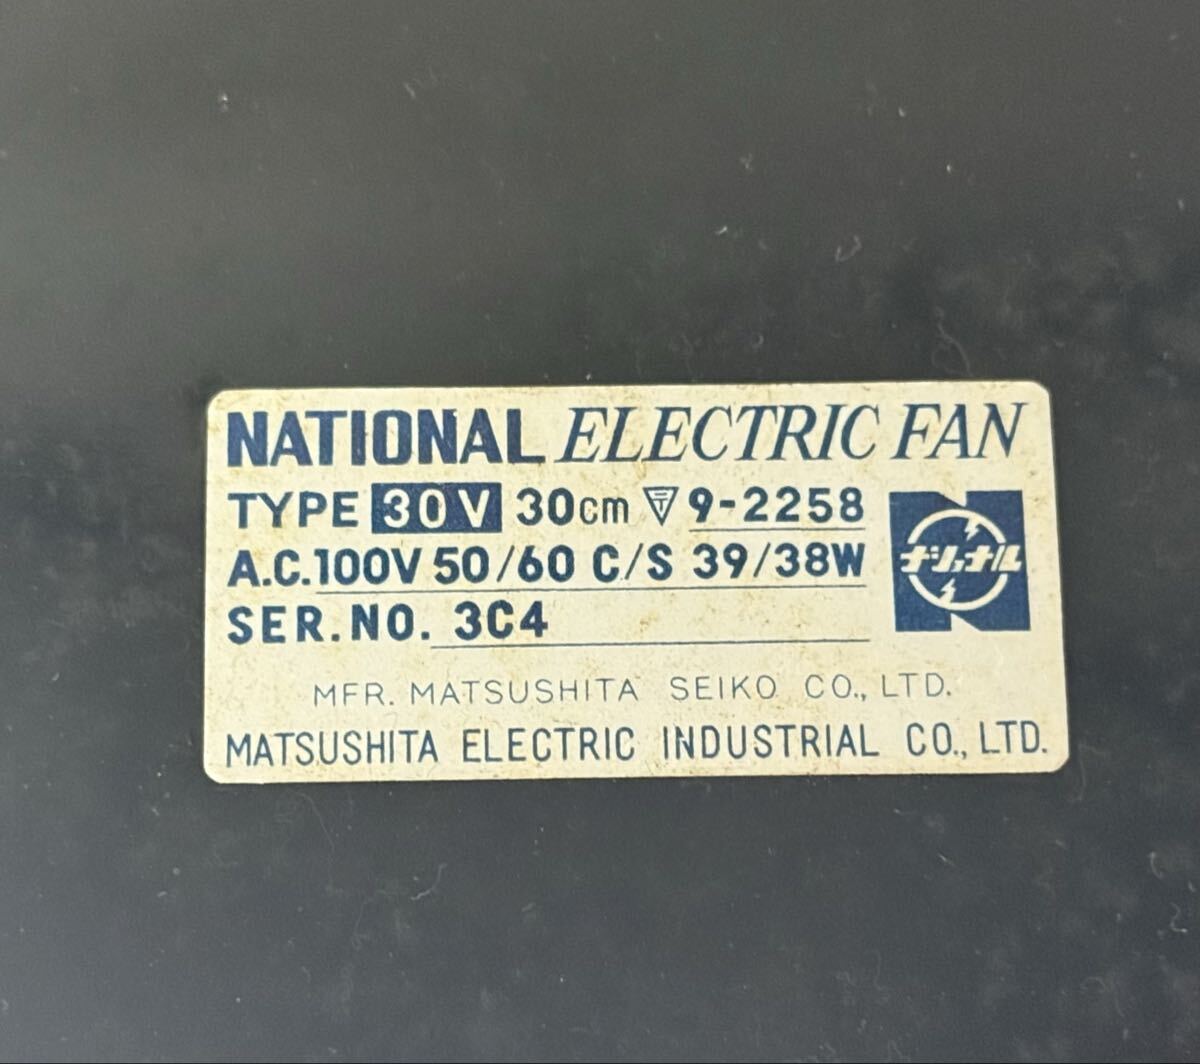 NATIONAL ELECTRIC FAN
TYPE 30V 30cm 〒 9-2258
A.C.100V 50/60 C/S 39/38W
ナショナル
SER.NO. 3C4
MFR. MATSUSHITA SEIKO CO., LTD.
MATSUSHITA ELECTRIC INDUSTRIAL CO., LTD.